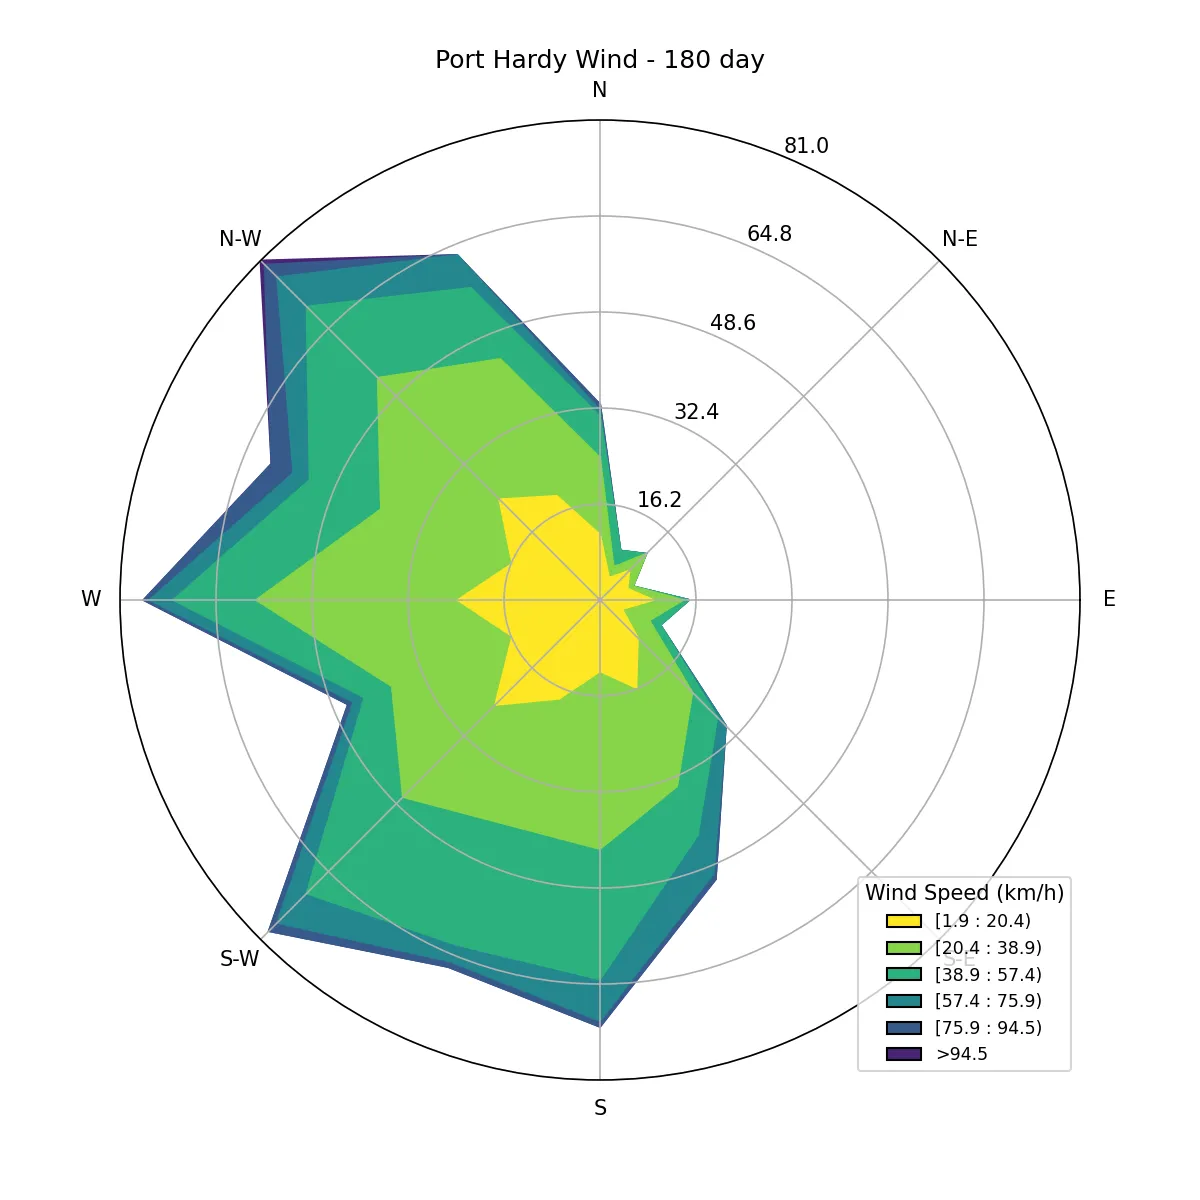 Port Hardy Wind - 180 day
N
81.0
N-W
64.8
N-E
48.6
32.4
16.2
W
E
Wind Speed (km/h)
[1.9 : 20.4)
[20.4 : 38.9)
S-W
S-E
[38.9 : 57.4)
[57.4 : 75.9)
[75.9 : 94.5)
>94.5
S